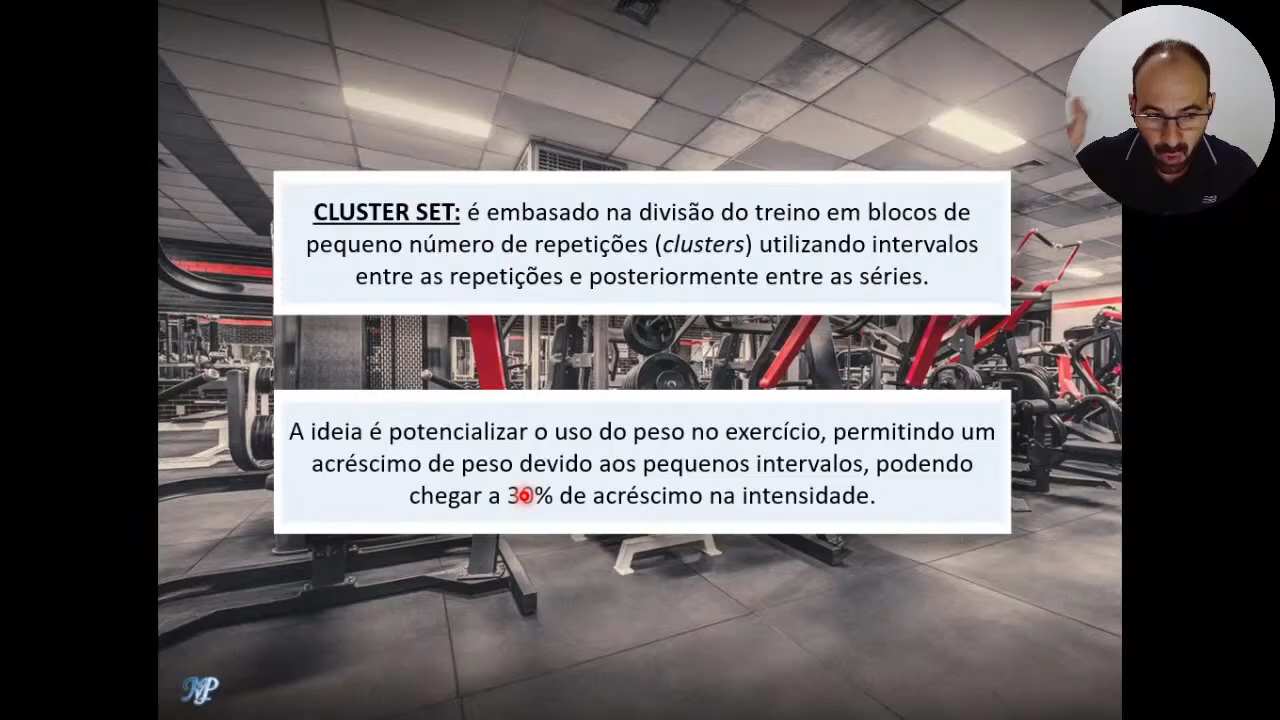 CLUSTER SET: é embasado na divisão do treino em blocos de
pequeno número de repetições (clusters) utilizando intervalos
entre as repetições e posteriormente entre as séries.
A ideia é potencializar o uso do peso no exercício, permitindo um
acréscimo de peso devido aos pequenos intervalos, podendo
chegar a 30% de acréscimo na intensidade.
MP